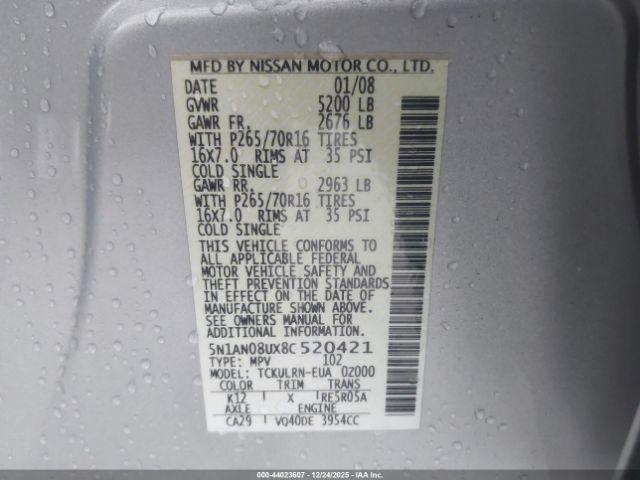 MFD BY NISSAN MOTOR CO., LTD.
DATE 01/08
GVWR 5200 LB
GAWR FR. 2676 LB
WITH P265/70R16 TIRES
16X7.0 RIMS AT 35 PSI
COLD SINGLE
GAWR RR. 2963 LB
WITH P265/70R16 TIRES
16X7.0 RIMS AT 35 PSI
COLD SINGLE
THIS VEHICLE CONFORMS TO
ALL APPLICABLE FEDERAL
MOTOR VEHICLE SAFETY AND
THEFT PREVENTION STANDARDS
IN EFFECT ON THE DATE OF
MANUFACTURE SHOWN ABOVE.
SEE OWNERS MANUAL FOR
ADDITIONAL INFORMATION.
5N1AN08UX8C520421
TYPE: MPV 102
MODEL: TCKULRN-EUA 02000
COLOR TRIM TRANS
K12 X RE5R05A
AXLE ENGINE
CA29 VQ40DE 3954CC
000-44023607 - 12/24/2025 - COPYRIGHT IAA, LLC.